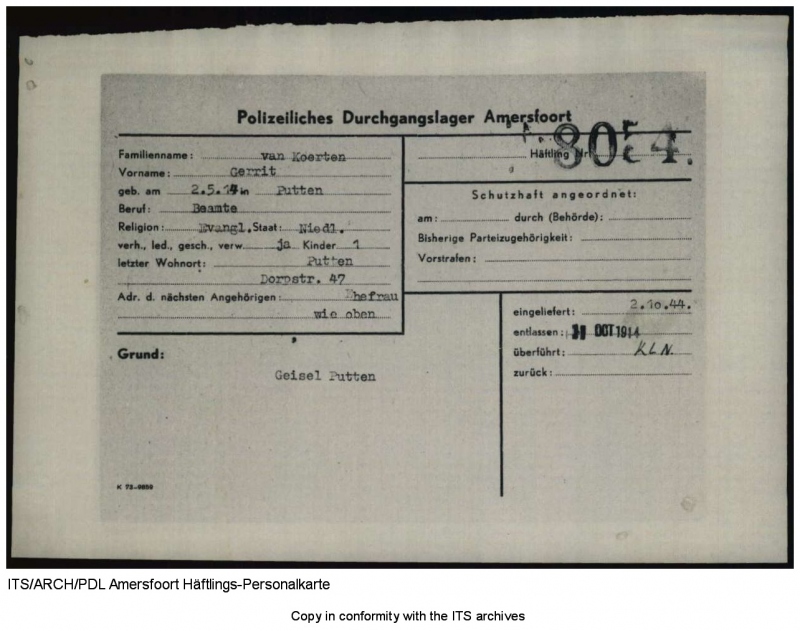 Polizeiliches Durchgangslager Amersfoort
Familienname: van Koerten
Vorname: Gerrit
geb. am 2.5.14 in Putten
Beruf: Beamte
Religion: Evangl. Staat: Niedl.
verh., led., gesch., verw. ja Kinder 1
letzter Wohnort: Putten
Dorpstr. 47
Adr. d. nächsten Angehörigen: Ehefrau
wie oben
Häftling Nr. 8054.
Schutzhaft angeordnet:
am: durch (Behörde):
Bisherige Parteizugehörigkeit:
Vorstrafen:
Grund:
Geisel Putten
eingeliefert: 2.10.44.
entlassen: OCT 1944
überführt: KLN.
zurück:
K 73-0859
ITS/ARCH/PDL Amersfoort Häftlings-Personalkarte
Copy in conformity with the ITS archives